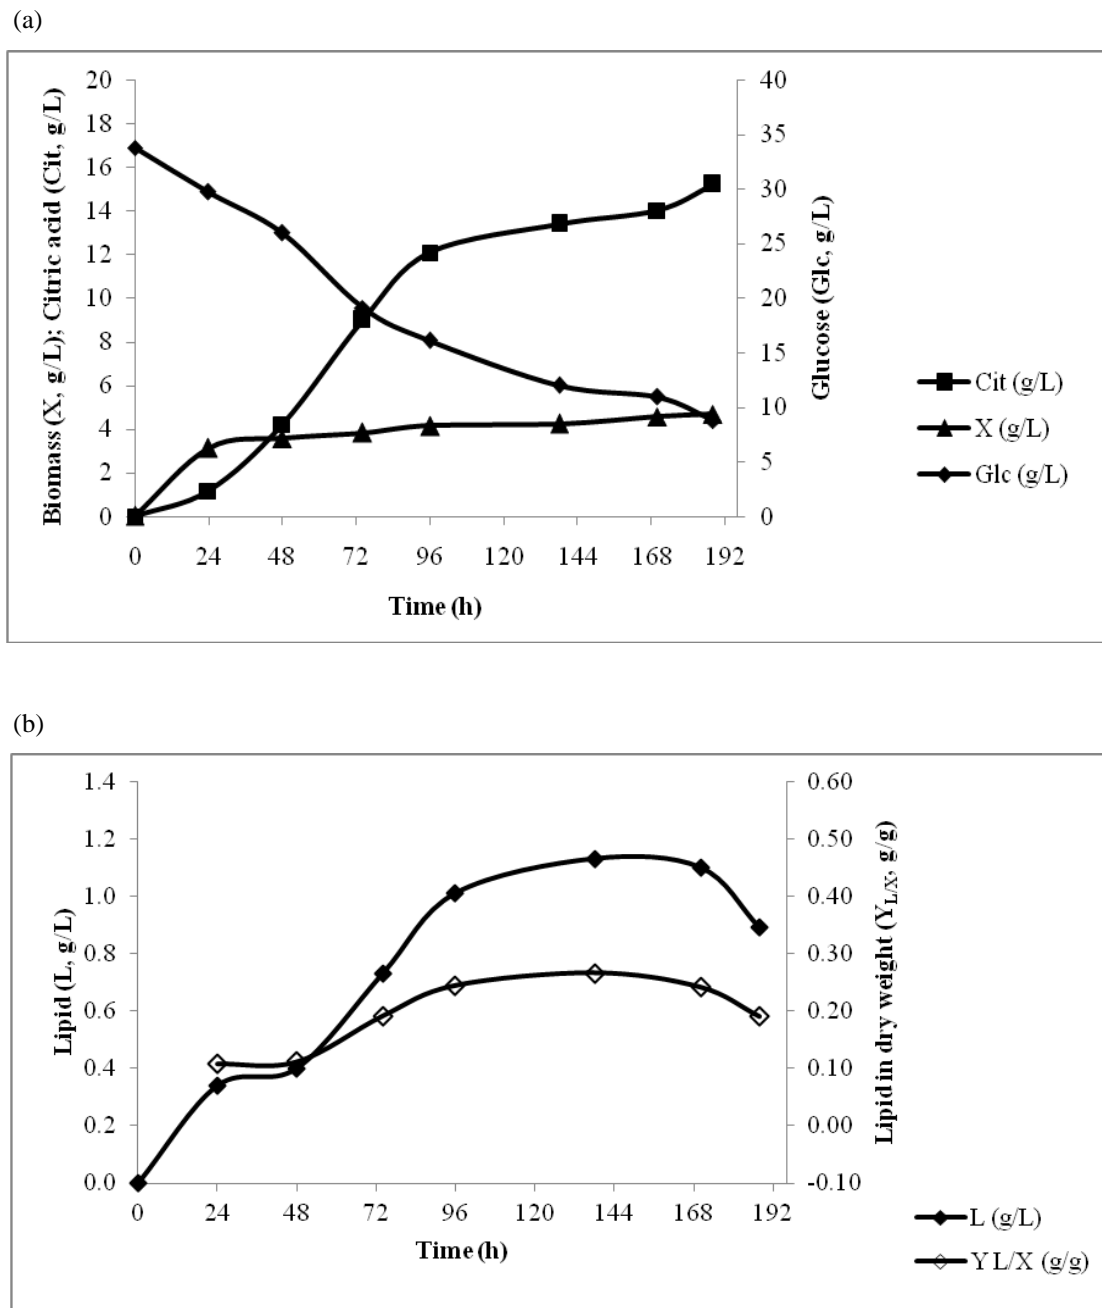 (a)
20
18
16
14
12
10
8
6
4
2
0
Biomass (X, g/L); Citric acid (Cit, g/L)
40
35
30
25
20
15
10
5
0
Glucose (Glc, g/L)
0 24 48 72 96 120 144 168 192
Time (h)
Cit (g/L)
X (g/L)
Glc (g/L)
(b)
1.4
1.2
1.0
0.8
0.6
0.4
0.2
0.0
Lipid (L, g/L)
0.60
0.50
0.40
0.30
0.20
0.10
0.00
-0.10
Lipid in dry weight (Y_L/X, g/g)
0 24 48 72 96 120 144 168 192
Time (h)
L (g/L)
Y L/X (g/g)